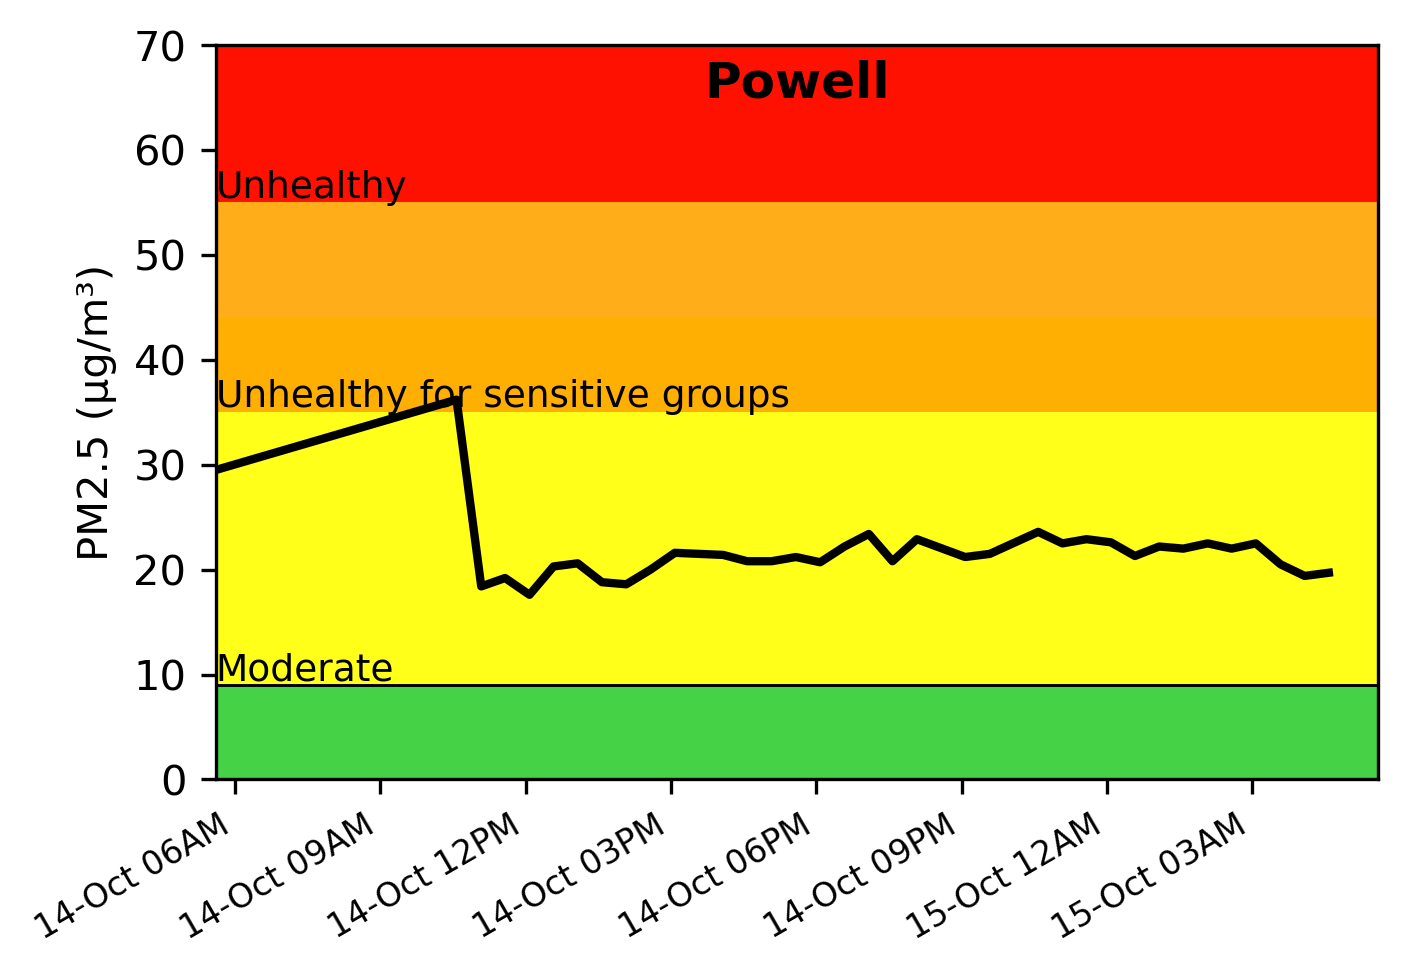 Powell
PM2.5 (µg/m³)
70
60
50
40
30
20
10
0
Unhealthy
Unhealthy for sensitive groups
Moderate
14-Oct 06AM
14-Oct 09AM
14-Oct 12PM
14-Oct 03PM
14-Oct 06PM
14-Oct 09PM
15-Oct 12AM
15-Oct 03AM